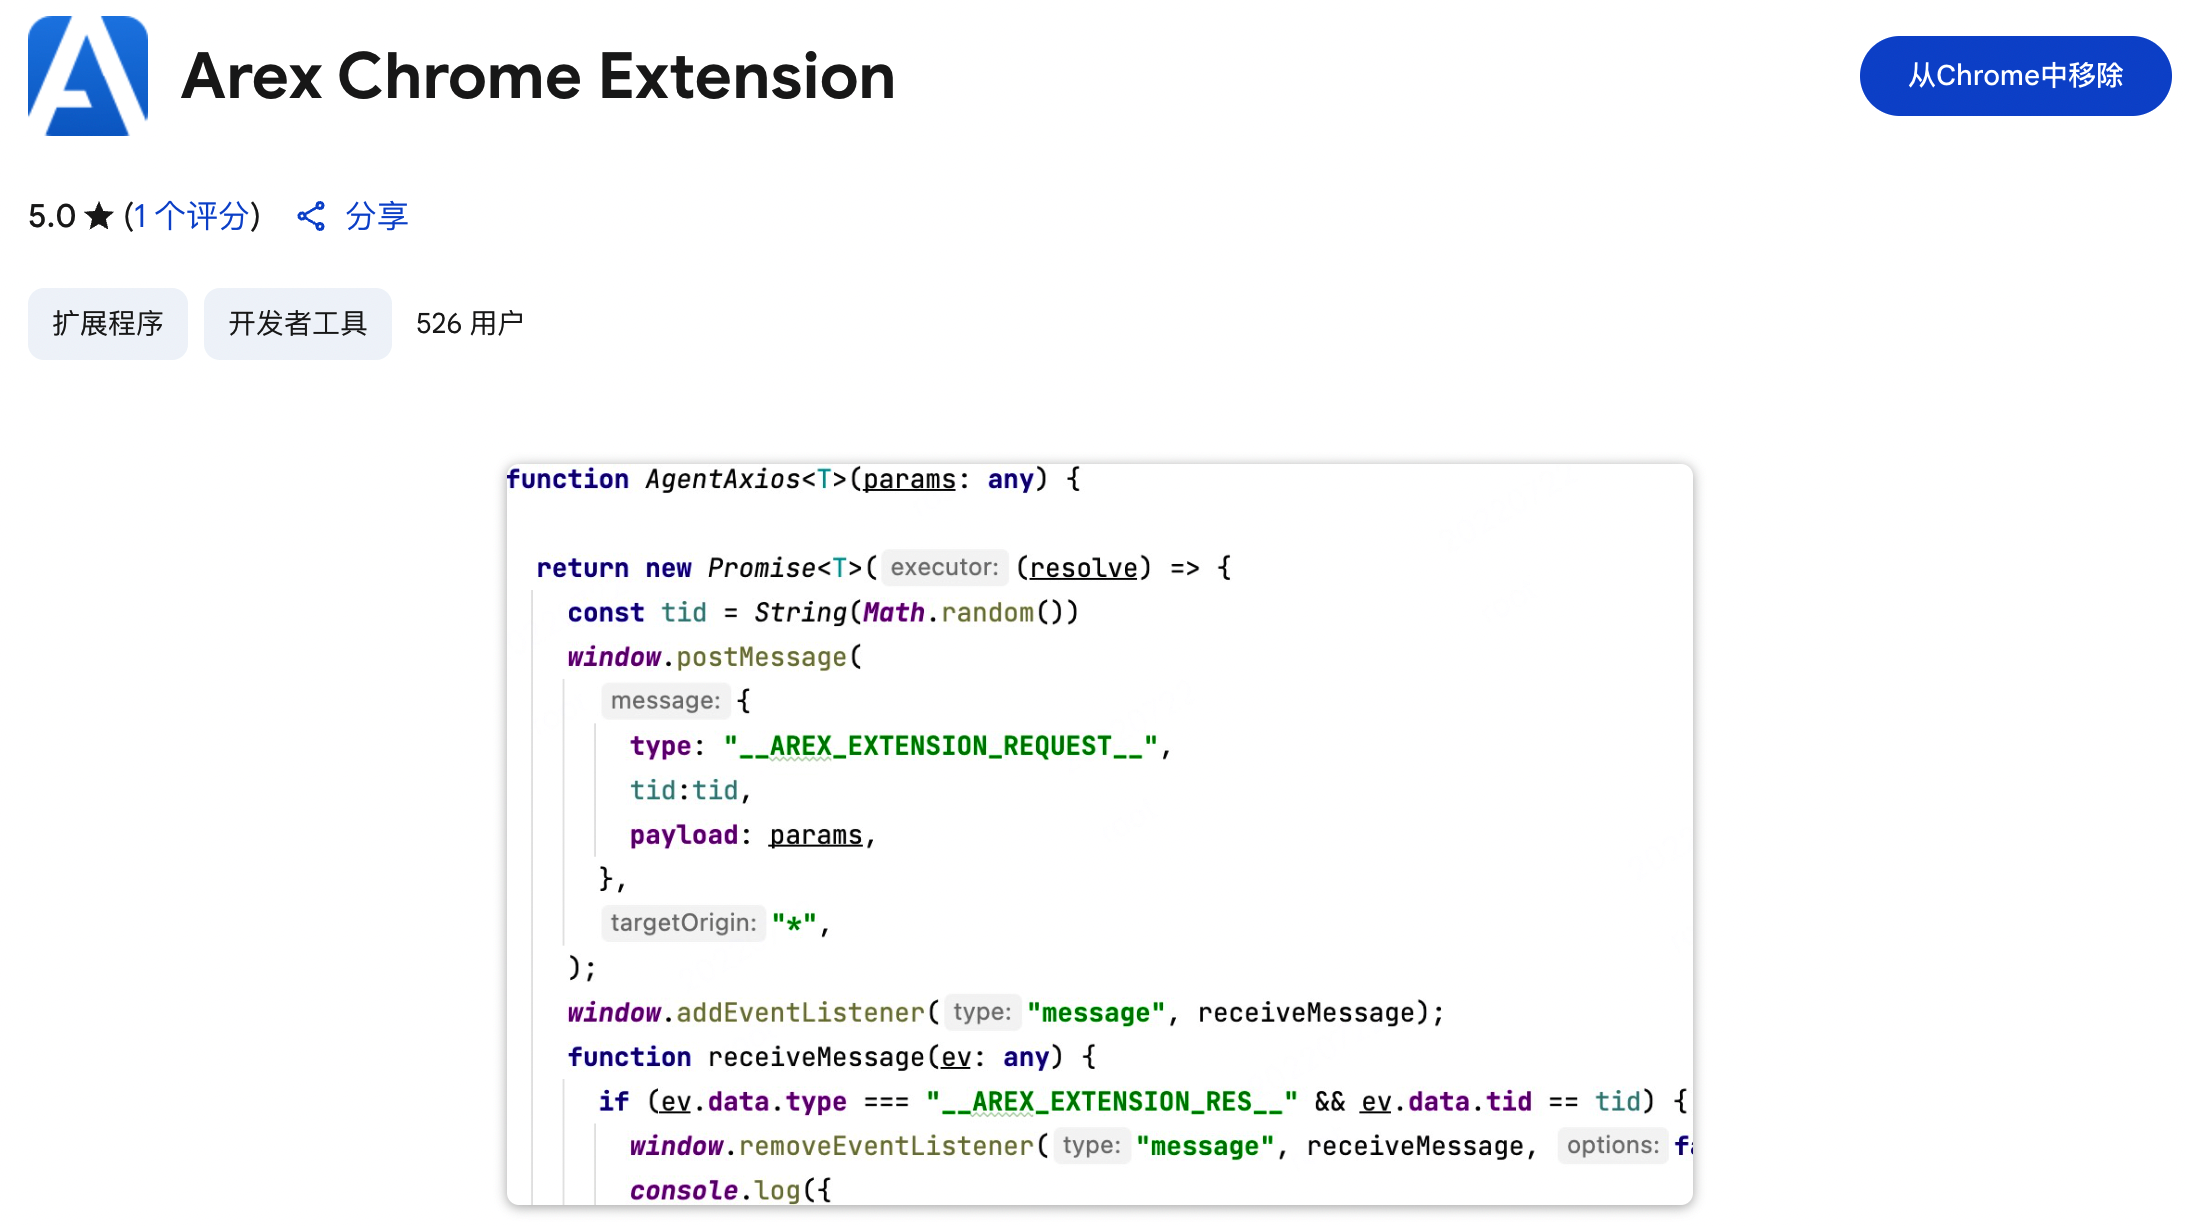 Arex Chrome Extension
从Chrome中移除
5.0 ★ (1 个评分) 分享
扩展程序 开发者工具 526 用户
function AgentAxios<T>(params: any) {
return new Promise<T>( executor: (resolve) => {
const tid = String(Math.random())
window.postMessage(
message: {
type: "__AREX_EXTENSION_REQUEST__",
tid:tid,
payload: params,
},
targetOrigin: "*",
);
window.addEventListener( type: "message", receiveMessage);
function receiveMessage(ev: any) {
if (ev.data.type === "__AREX_EXTENSION_RES__" && ev.data.tid == tid) {
window.removeEventListener( type: "message", receiveMessage, options:
console.log({